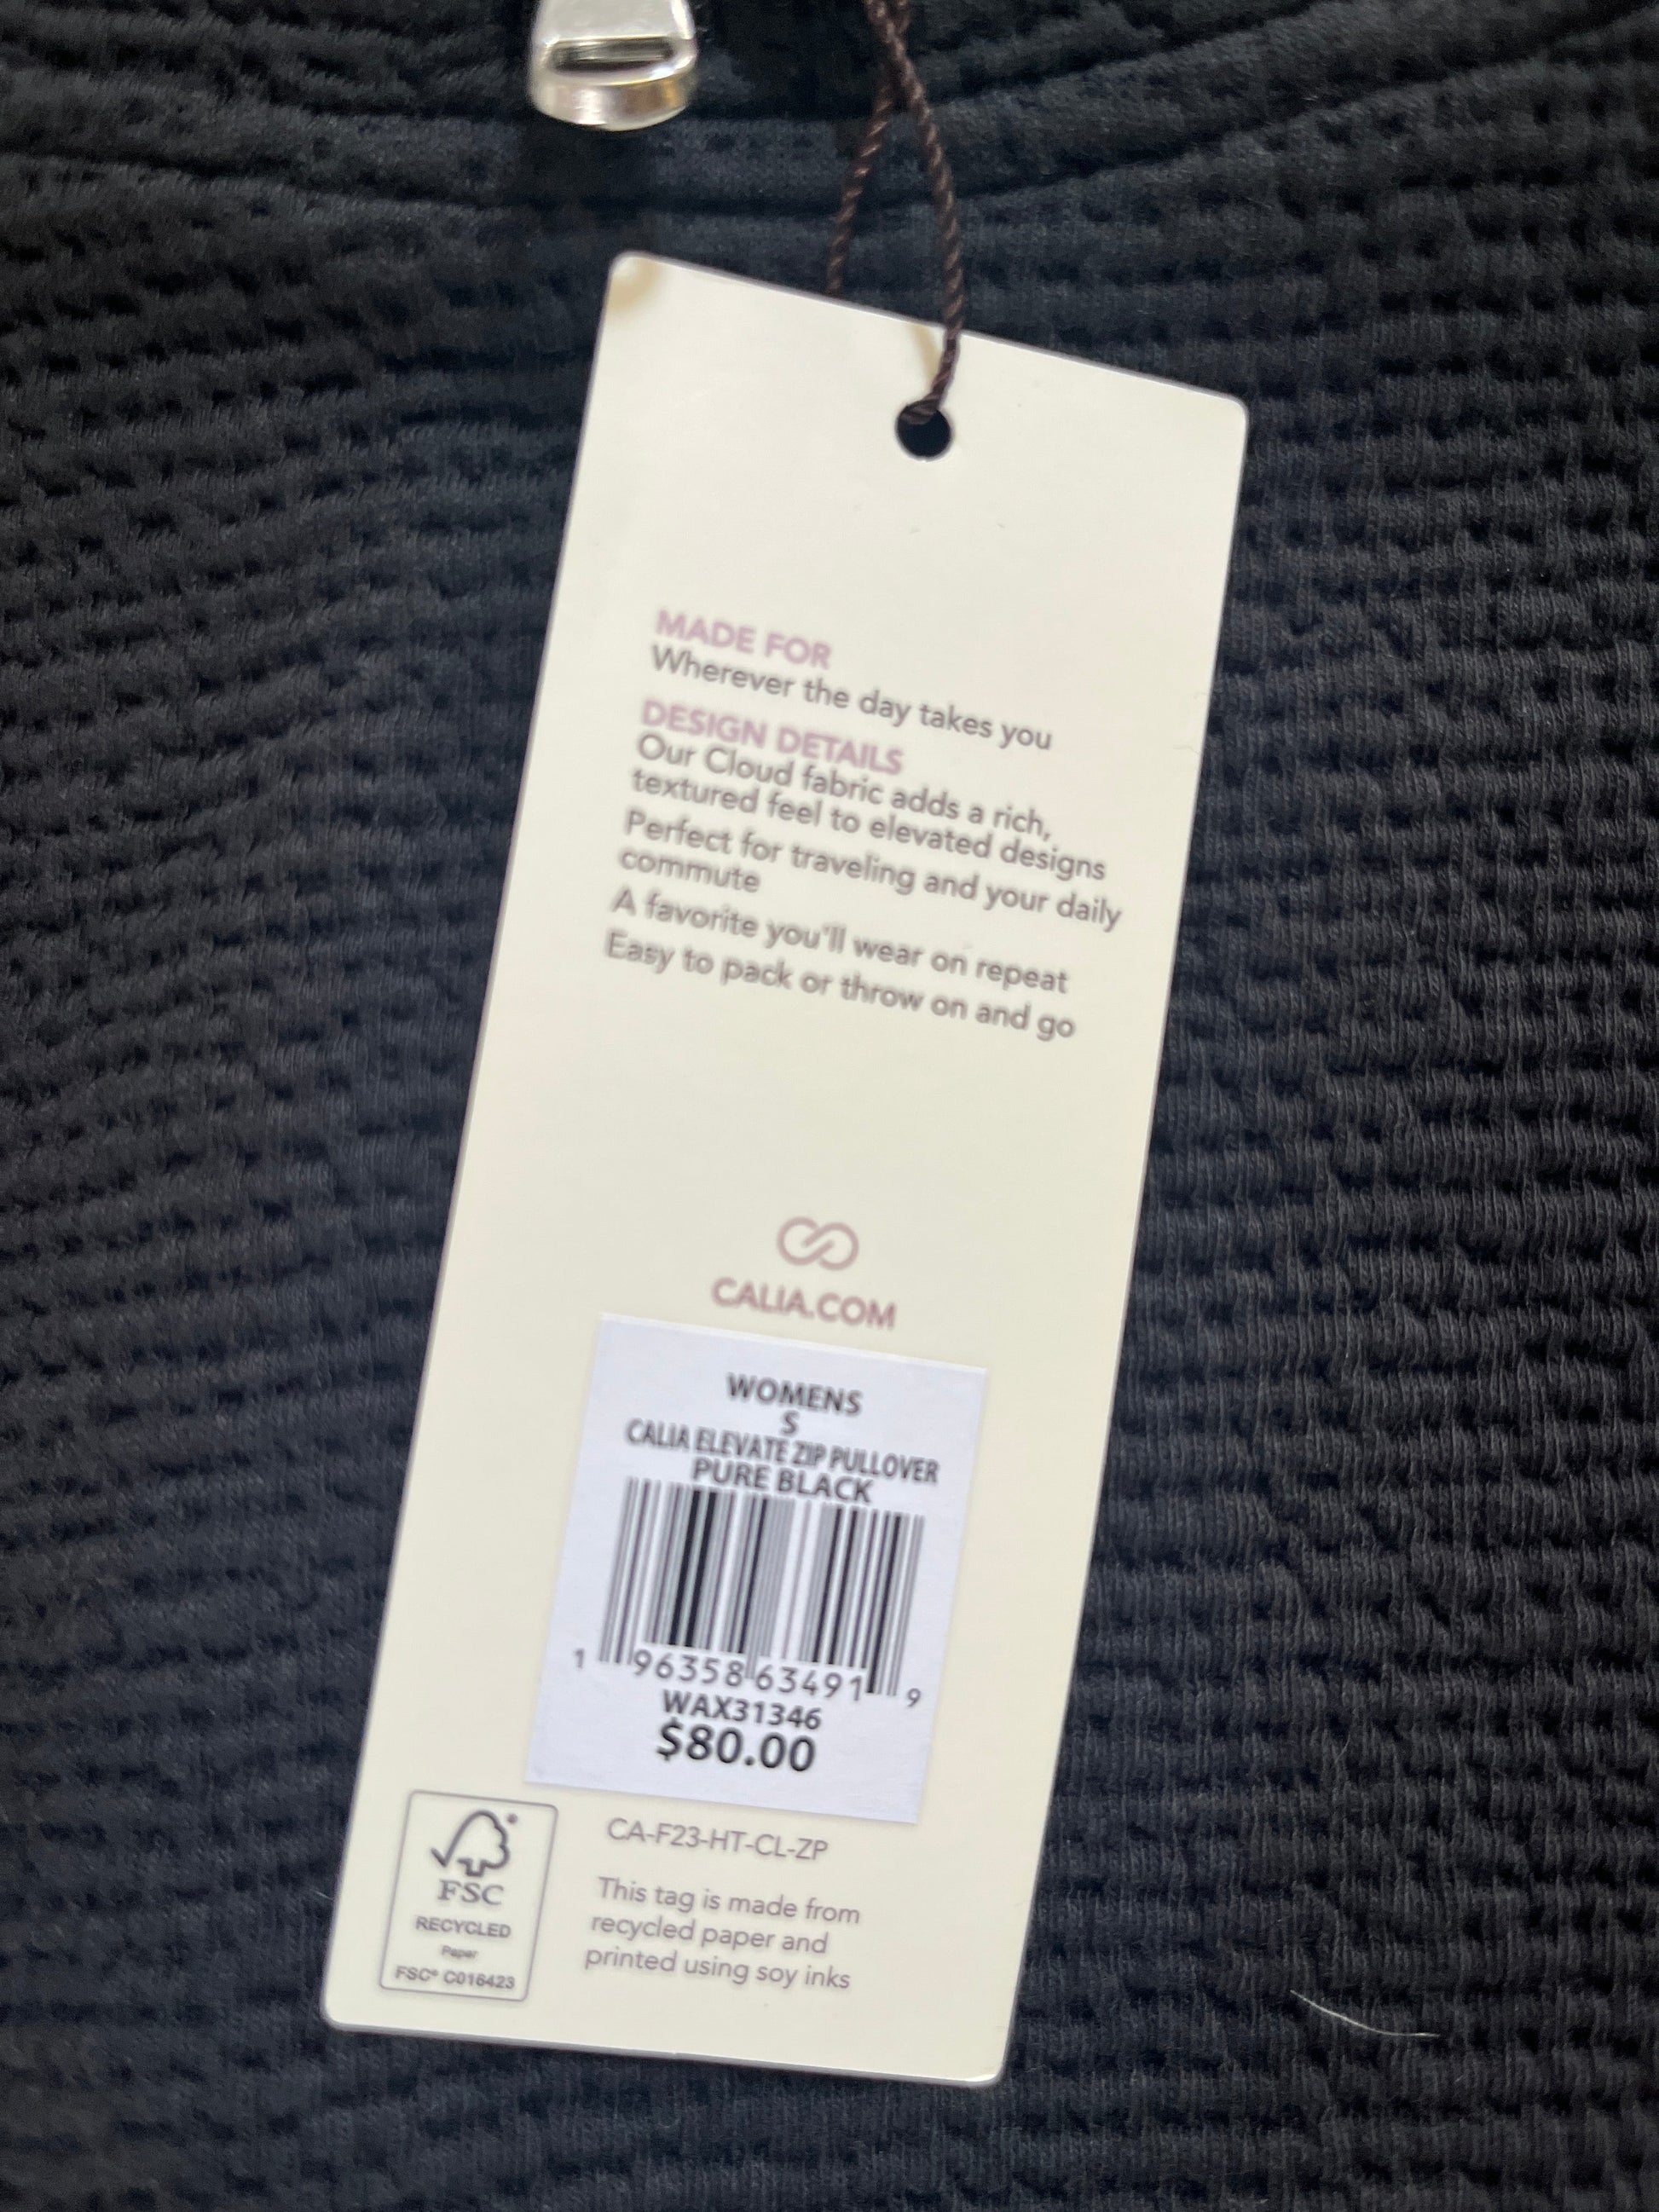 MADE FOR
Wherever the day takes you
DESIGN DETAILS
Our Cloud fabric adds a rich,
textured feel to elevated designs
Perfect for traveling and your daily
commute
A favorite you'll wear on repeat
Easy to pack or throw on and go
CALIA.COM
WOMENS
S
CALIA ELEVATE ZIP PULLOVER
PURE BLACK
1 96358 63491 9
WAX31346
$80.00
CA-F23-HT-CL-ZP
This tag is made from
recycled paper and
printed using soy inks
FSC
RECYCLED
Paper
FSC® C016423